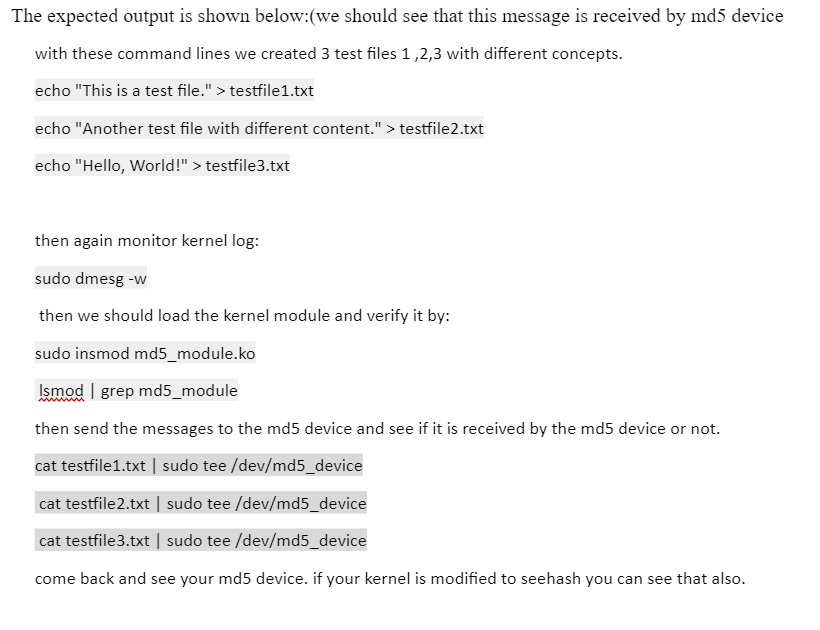 The expected output is shown below:(we should see that this message is received by md5 device
with these command lines we created 3 test files 1 ,2,3 with different concepts.
echo "This is a test file." > testfile1.txt
echo "Another test file with different content." > testfile2.txt
echo "Hello, World!" > testfile3.txt
then again monitor kernel log:
sudo dmesg -w
then we should load the kernel module and verify it by:
sudo insmod md5_module.ko
lsmod | grep md5_module
then send the messages to the md5 device and see if it is received by the md5 device or not.
cat testfile1.txt | sudo tee /dev/md5_device
cat testfile2.txt | sudo tee /dev/md5_device
cat testfile3.txt | sudo tee /dev/md5_device
come back and see your md5 device. if your kernel is modified to seehash you can see that also.